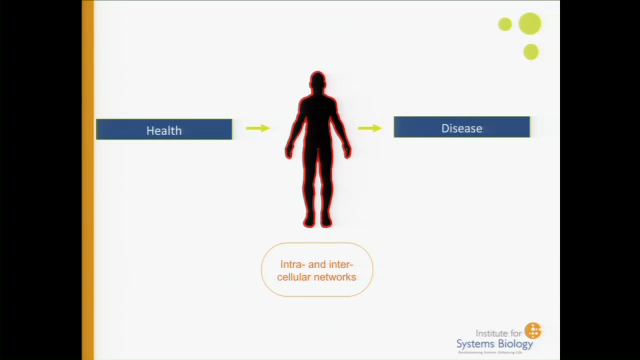 Health
Disease
Intra- and inter-
cellular networks
Institute for
Systems Biology